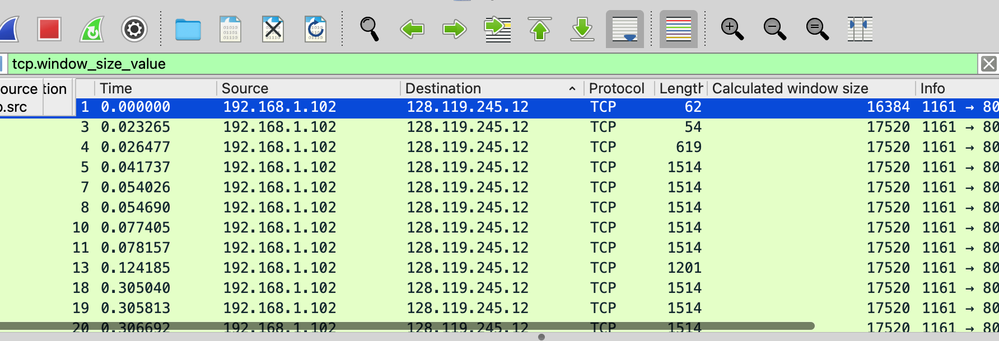 tcp.window_size_value
ource tion Time Source Destination Protocol Length Calculated window size Info
o.src 1 0.000000 192.168.1.102 128.119.245.12 TCP 62 16384 1161 → 80
3 0.023265 192.168.1.102 128.119.245.12 TCP 54 17520 1161 → 80
4 0.026477 192.168.1.102 128.119.245.12 TCP 619 17520 1161 → 80
5 0.041737 192.168.1.102 128.119.245.12 TCP 1514 17520 1161 → 80
7 0.054026 192.168.1.102 128.119.245.12 TCP 1514 17520 1161 → 80
8 0.054690 192.168.1.102 128.119.245.12 TCP 1514 17520 1161 → 80
10 0.077405 192.168.1.102 128.119.245.12 TCP 1514 17520 1161 → 80
11 0.078157 192.168.1.102 128.119.245.12 TCP 1514 17520 1161 → 80
13 0.124185 192.168.1.102 128.119.245.12 TCP 1201 17520 1161 → 80
18 0.305040 192.168.1.102 128.119.245.12 TCP 1514 17520 1161 → 80
19 0.305813 192.168.1.102 128.119.245.12 TCP 1514 17520 1161 → 80
20 0.306692 192.168.1.102 128.119.245.12 TCP 1514 17520 1161 → 80